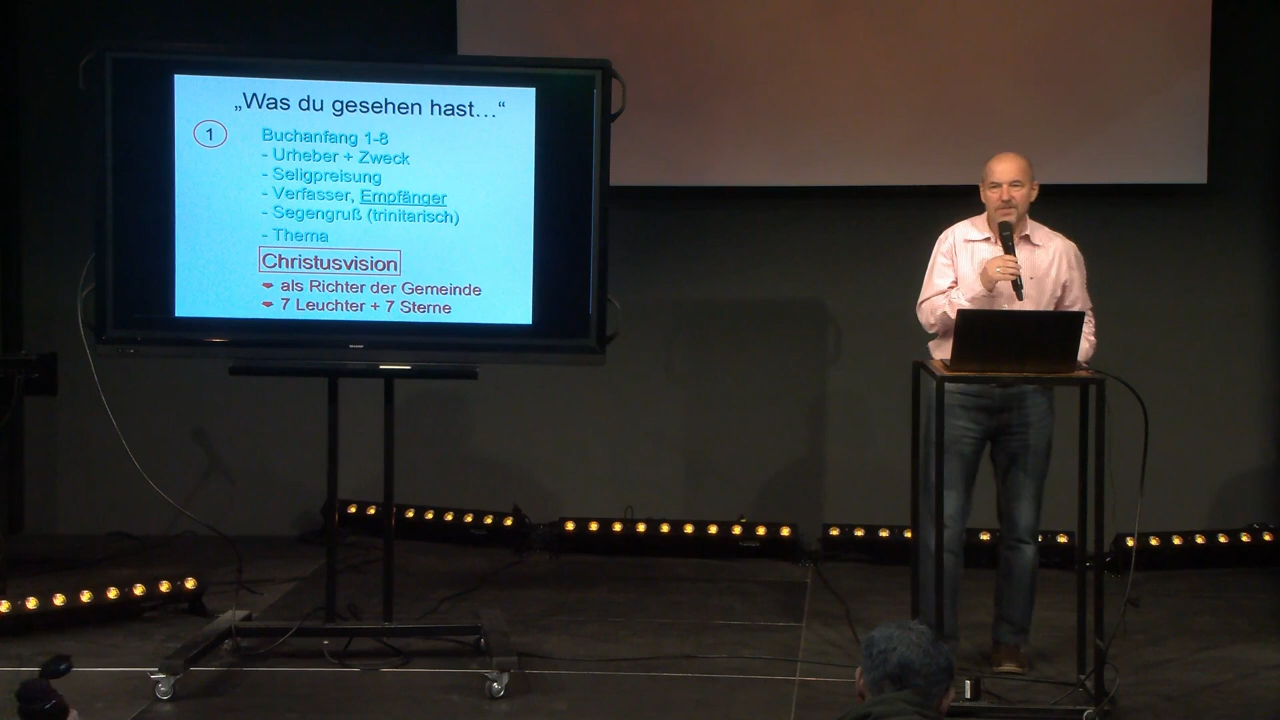 „Was du gesehen hast…“
1
Buchanfang 1-8
- Urheber + Zweck
- Seligpreisung
- Verfasser, Empfänger
- Segengruß (trinitarisch)
- Thema
Christusvision
als Richter der Gemeinde
7 Leuchter + 7 Sterne
SHARP